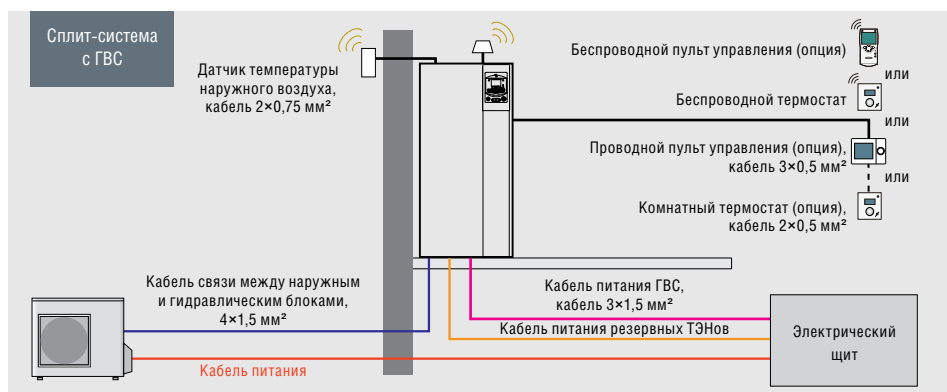 Сплит-система
с ГВС
Датчик температуры
наружного воздуха,
кабель 2×0,75 мм²
Беспроводной пульт управления (опция)
или
Беспроводной термостат
или
Проводной пульт управления (опция),
кабель 3×0,5 мм²
или
Комнатный термостат (опция),
кабель 2×0,5 мм²
Кабель связи между наружным
и гидравлическим блоками,
4×1,5 мм²
Кабель питания ГВС,
кабель 3×1,5 мм²
Кабель питания резервных ТЭНов
Кабель питания
Электрический
щит